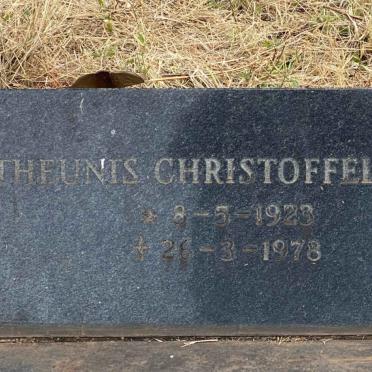 THEUNIS CHRISTOFFEL
* 8-5-1923
† 26-3-1978